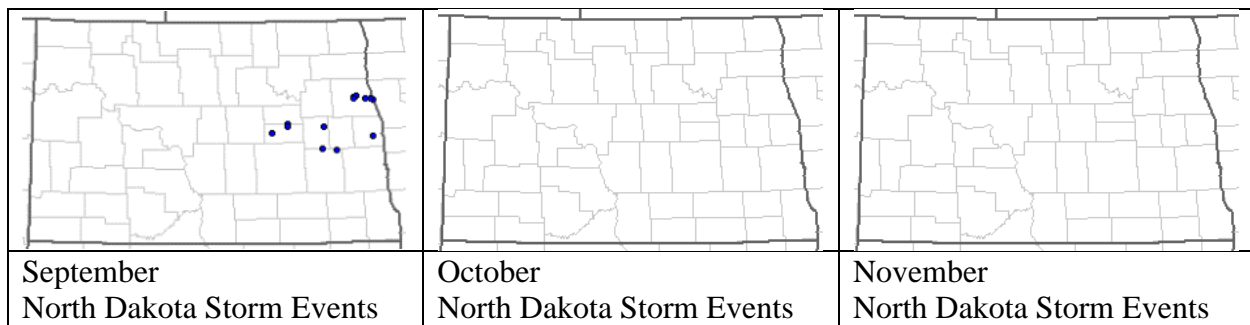 September
North Dakota Storm Events
October
North Dakota Storm Events
November
North Dakota Storm Events